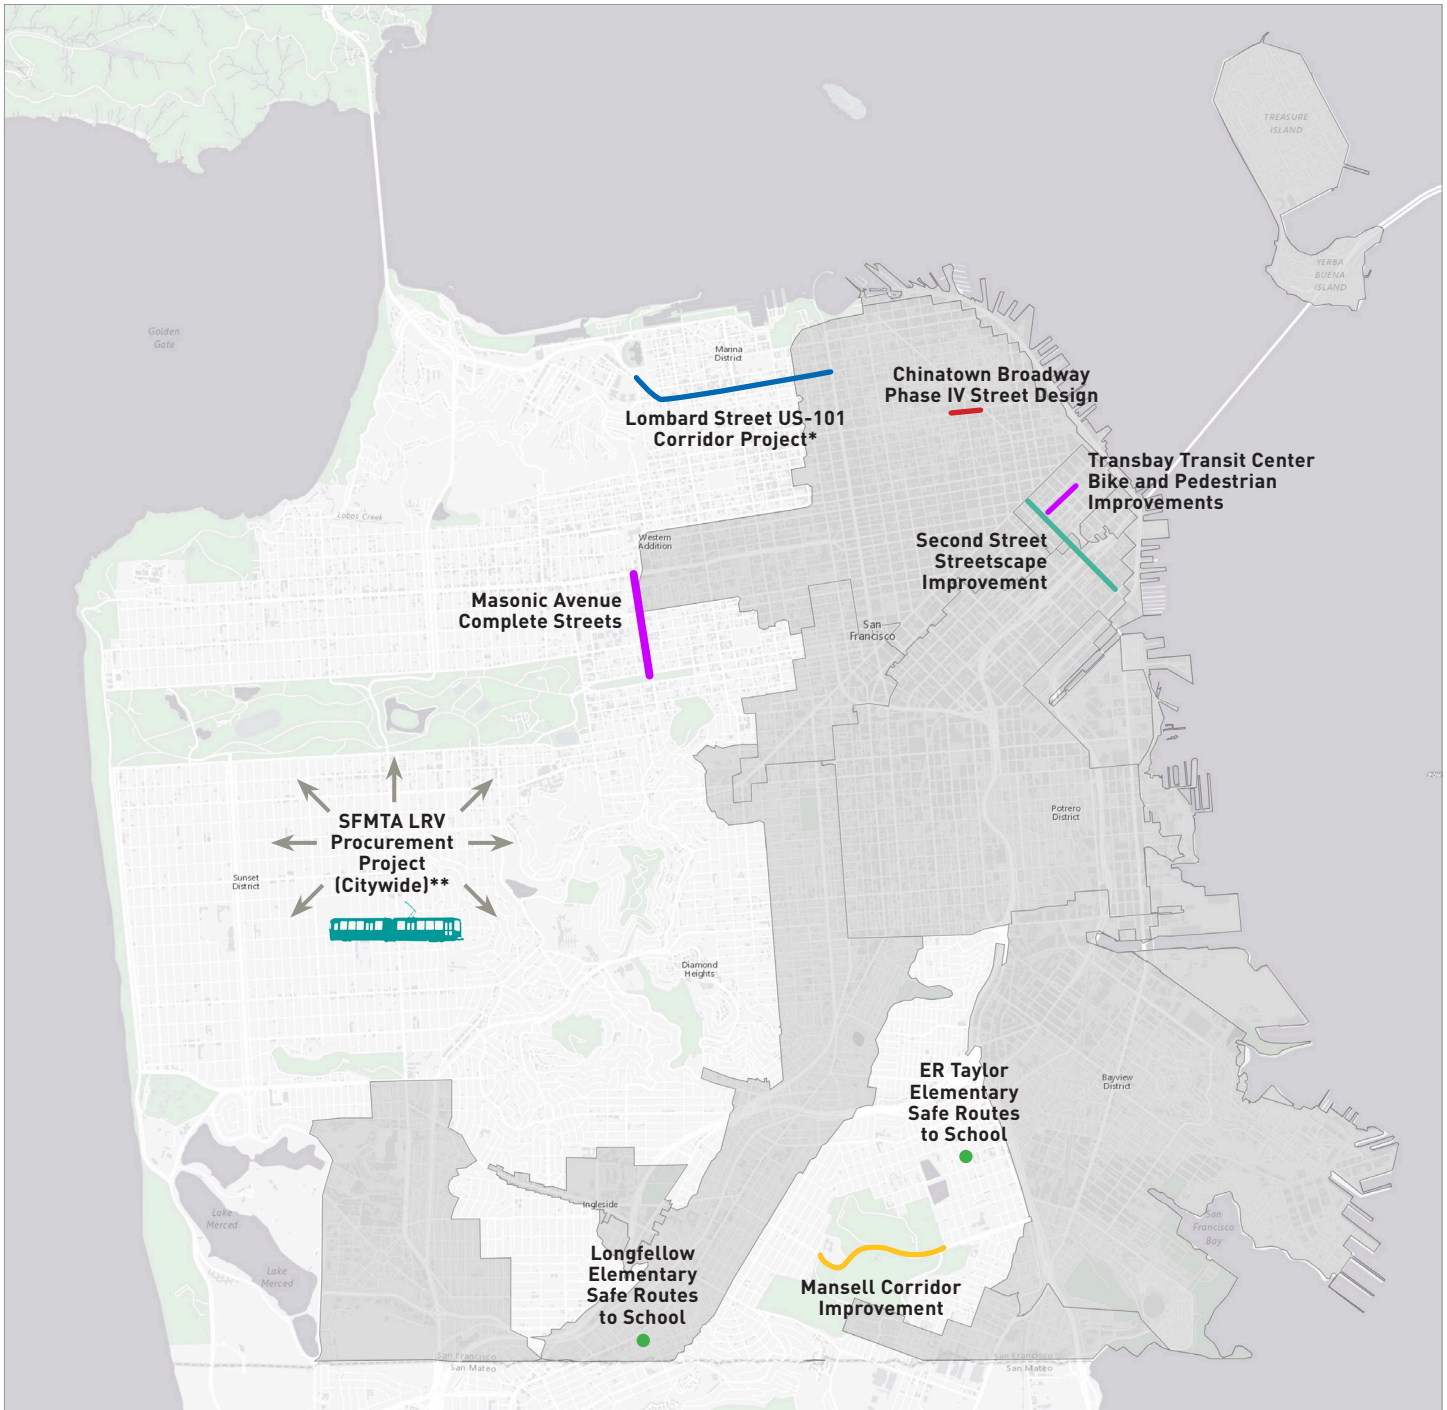 TREASURE
ISLAND
YERBA
BUENA
ISLAND
Golden
Gate
Marina
District
Chinatown Broadway
Phase IV Street Design
Lombard Street US-101
Corridor Project*
Transbay Transit Center
Bike and Pedestrian
Improvements
Lobos Creek
Western
Addition
Second Street
Streetscape
Improvement
Masonic Avenue
Complete Streets
San
Francisco
SFMTA LRV
Procurement
Project
(Citywide)**
Potrero
District
Sunset
District
Diamond
Heights
ER Taylor
Elementary
Safe Routes
to School
Bayview
District
Ingleside
Lake
Merced
San
Francisco
Bay
Longfellow
Elementary
Safe Routes
to School
Lake
Merced
Mansell Corridor
Improvement
San Francisco
San Mateo
San Francisco
San Mateo